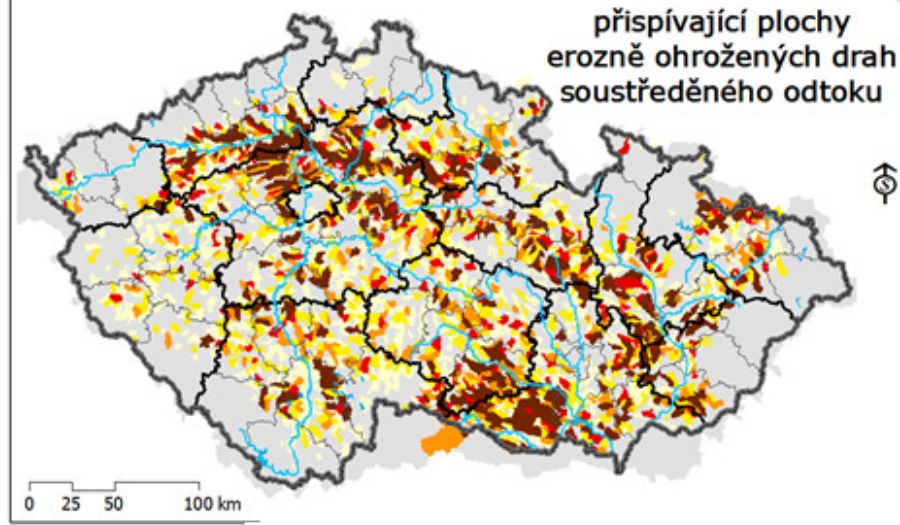 přispívající plochy
erozně ohrožených drah
soustředěného odtoku
S
0 25 50 100 km